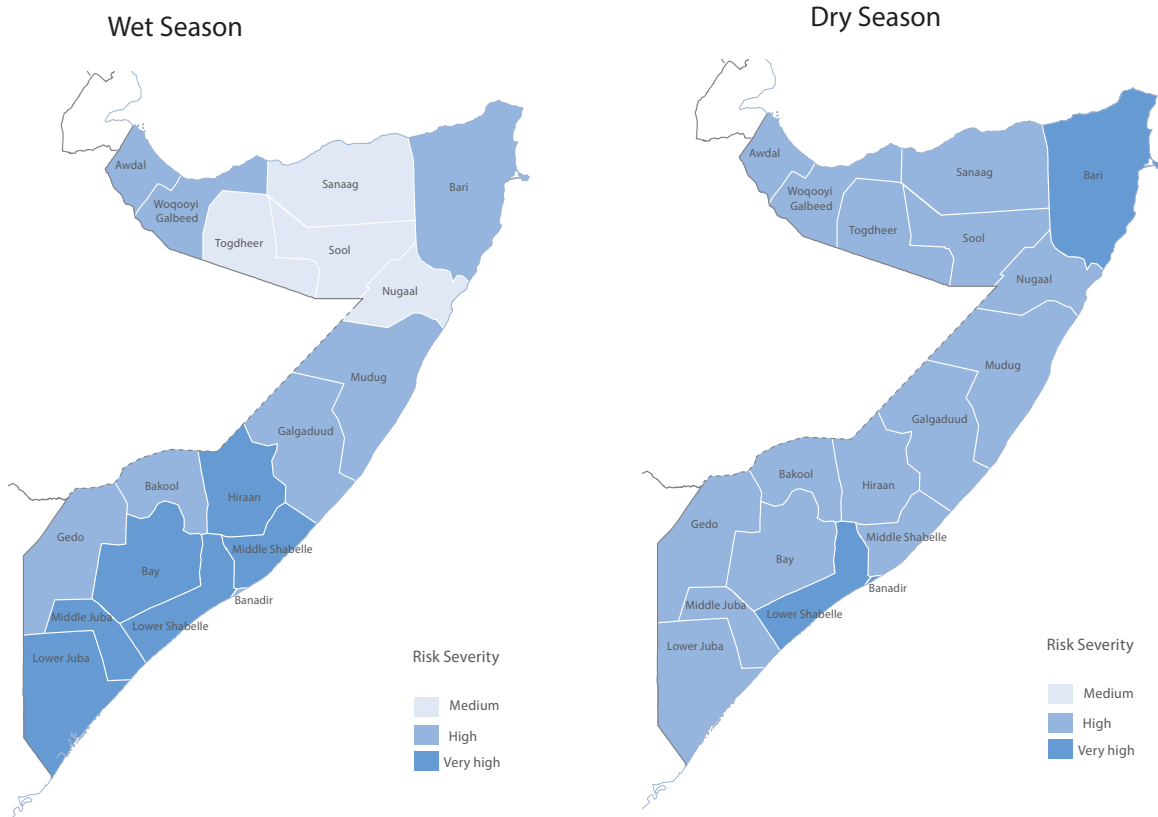 Wet Season
Awdal
Woqooyi
Galbeed
Togdheer
Sanaag
Sool
Bari
Nugaal
Mudug
Galgaduud
Hiraan
Bakool
Gedo
Bay
Middle Shabelle
Banadir
Middle Juba
Lower Shabelle
Lower Juba
Risk Severity
Medium
High
Very high
Dry Season
Awdal
Woqooyi
Galbeed
Togdheer
Sanaag
Sool
Bari
Nugaal
Mudug
Galgaduud
Hiraan
Bakool
Gedo
Bay
Middle Shabelle
Banadir
Middle Juba
Lower Shabelle
Lower Juba
Risk Severity
Medium
High
Very high